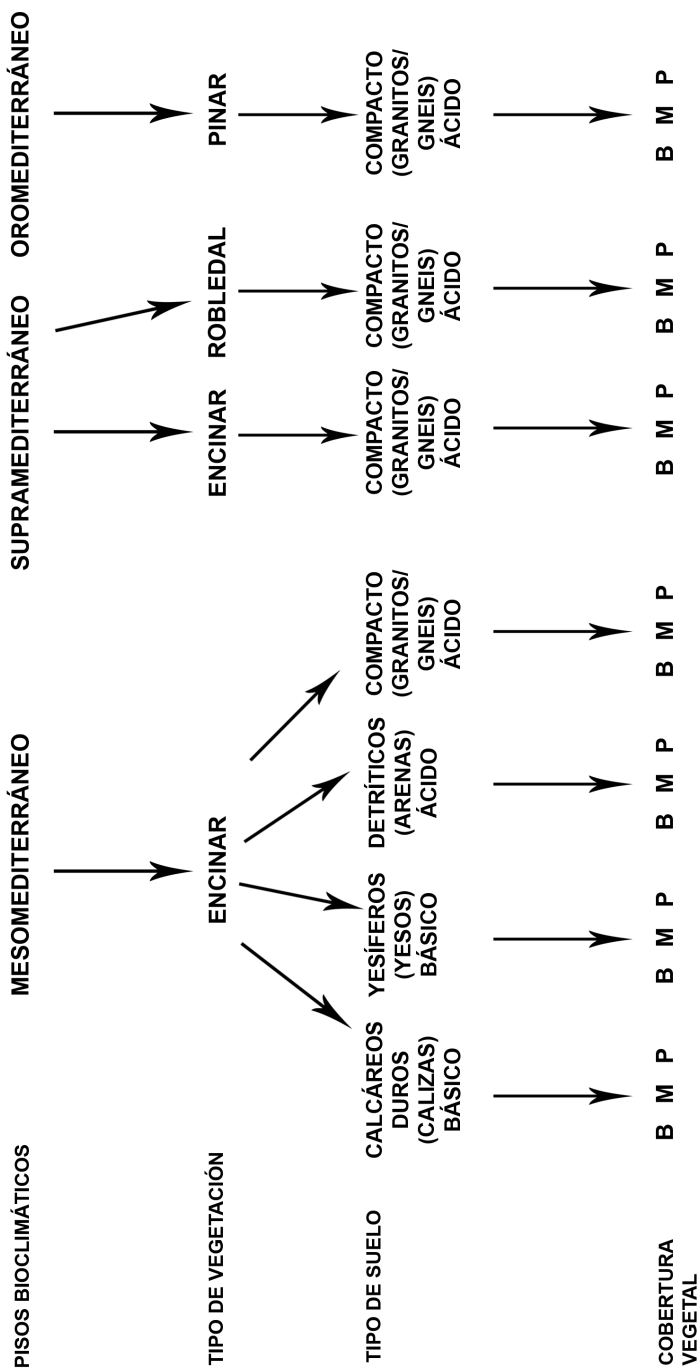 PISOS BIOCLIMÁTICOS
MESOMEDITERRÁNEO
SUPRAMEDITERRÁNEO
OROMEDITERRÁNEO
TIPO DE VEGETACIÓN
ENCINAR
ENCINAR
ROBLEDAL
PINAR
TIPO DE SUELO
CALCÁREOS
DUROS
(CALIZAS)
BÁSICO
YESÍFEROS
(YESOS)
BÁSICO
DETRÍTICOS
(ARENAS)
ÁCIDO
COMPACTO
(GRANITOS/
GNEIS)
ÁCIDO
COMPACTO
(GRANITOS/
GNEIS)
ÁCIDO
COMPACTO
(GRANITOS/
GNEIS)
ÁCIDO
COMPACTO
(GRANITOS/
GNEIS)
ÁCIDO
COBERTURA
VEGETAL
B M P
B M P
B M P
B M P
B M P
B M P
B M P